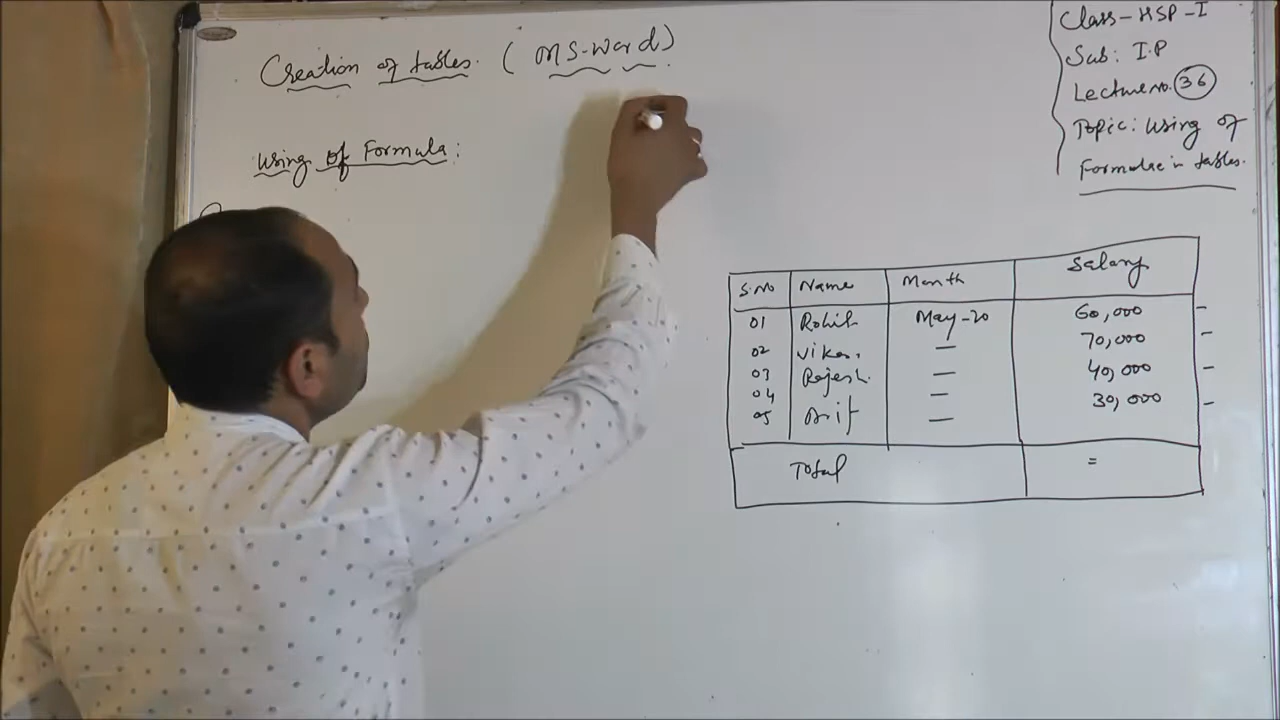 Creation of tables. (MS-Word)
Using of Formula:
Class-HSP-I
Sub: I.P
Lecture no. 36
Topic: Using of
Formulae in tables.
S.No Name Month Salary
01 Rohit May-20 60,000
02 Vikas. — 70,000
03 Rajesh. — 40,000
04 — 30,000
05 Arif —
Total =